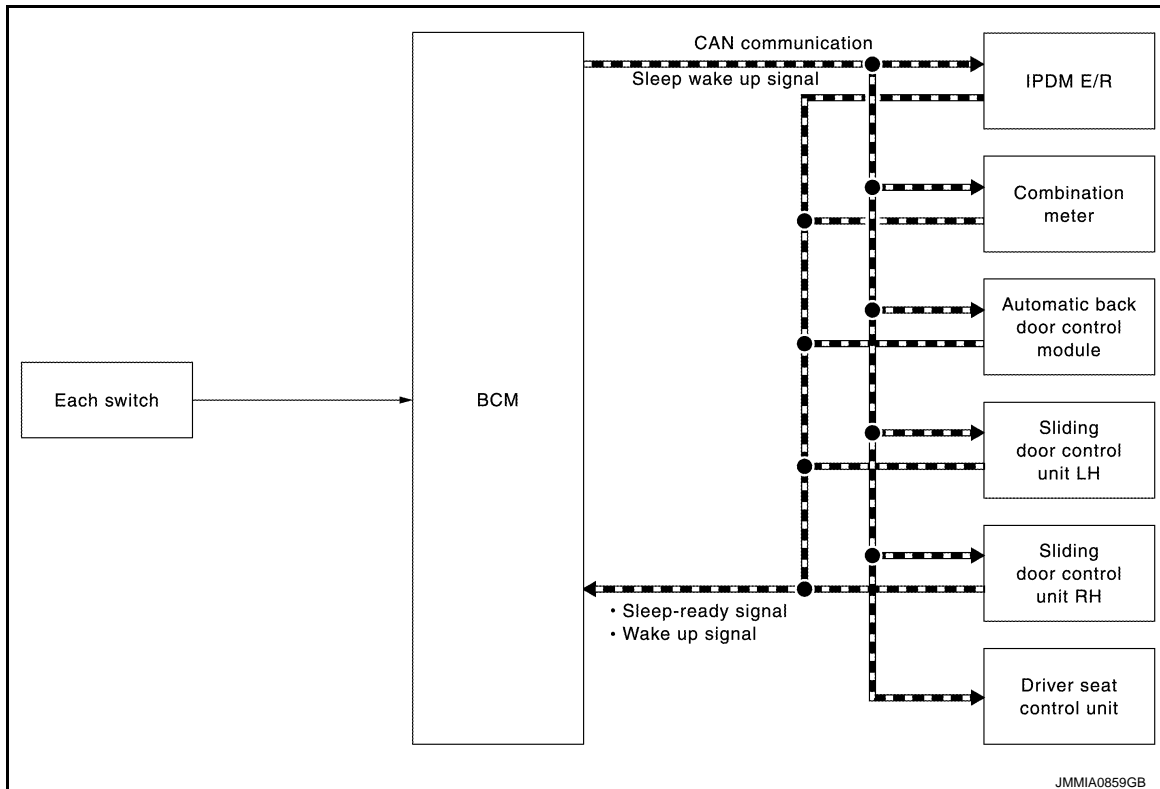 CAN communication
Sleep wake up signal
IPDM E/R
Combination
meter
Automatic back
door control
module
Each switch
BCM
Sliding
door control
unit LH
Sliding
door control
unit RH
• Sleep-ready signal
• Wake up signal
Driver seat
control unit
JMMIA0859GB